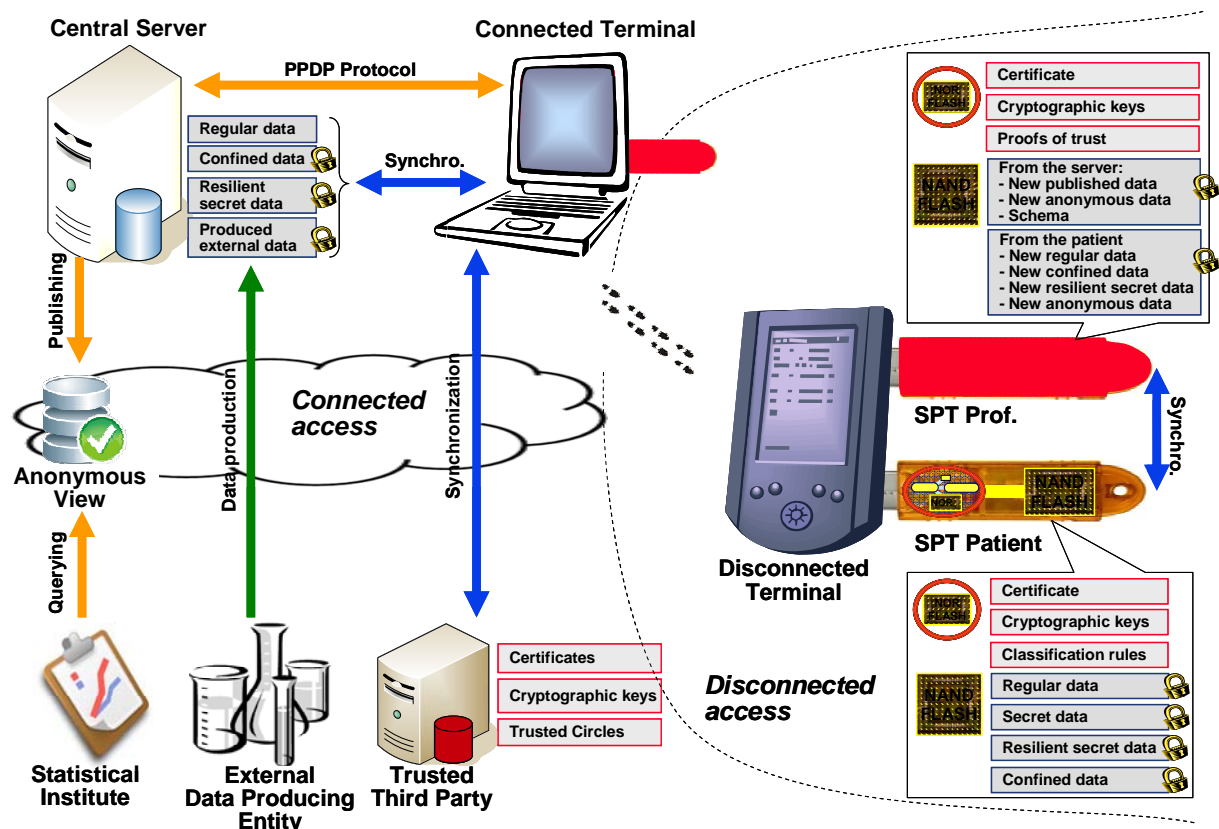 Central Server
Connected Terminal
PPDP Protocol
Regular data
Confined data
Resilient
secret data
Produced
external data
Synchro.
Publishing
Data production
Synchronization
Connected
access
Anonymous
View
Querying
Statistical
Institute
External
Data Producing
Entity
Trusted
Third Party
Certificates
Cryptographic keys
Trusted Circles
NOR
FLASH
Certificate
Cryptographic keys
Proofs of trust
NAND
FLASH
From the server:
- New published data
- New anonymous data
- Schema
From the patient
- New regular data
- New confined data
- New resilient secret data
- New anonymous data
SPT Prof.
Synchro.
NOR
NAND
FLASH
SPT Patient
Disconnected
Terminal
Disconnected
access
NOR
FLASH
Certificate
Cryptographic keys
Classification rules
NAND
FLASH
Regular data
Secret data
Resilient secret data
Confined data